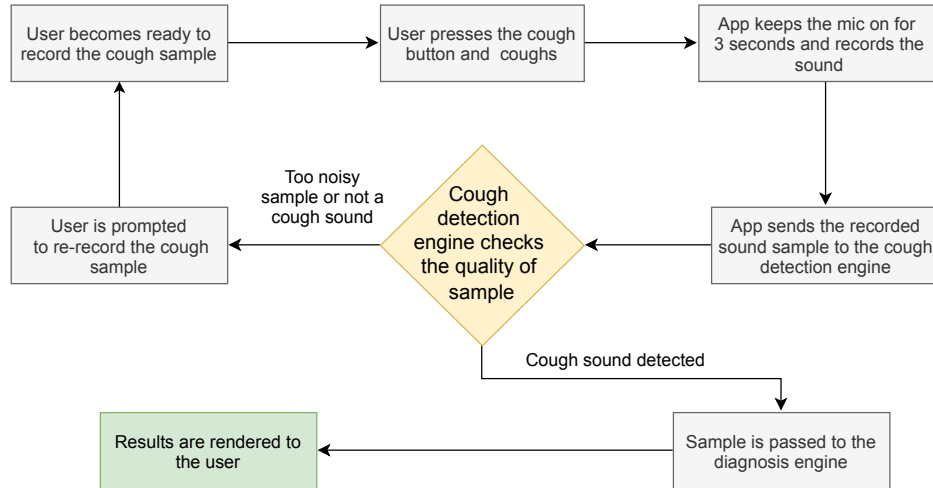 User becomes ready to
record the cough sample
User presses the cough
button and  coughs
App keeps the mic on for
3 seconds and records the
sound
Too noisy
sample or not a
cough sound
Cough
detection
engine checks
the quality of
sample
User is prompted
to re-record the cough
sample
App sends the recorded
sound sample to the cough
detection engine
Cough sound detected
Results are rendered to
the user
Sample is passed to the
diagnosis engine